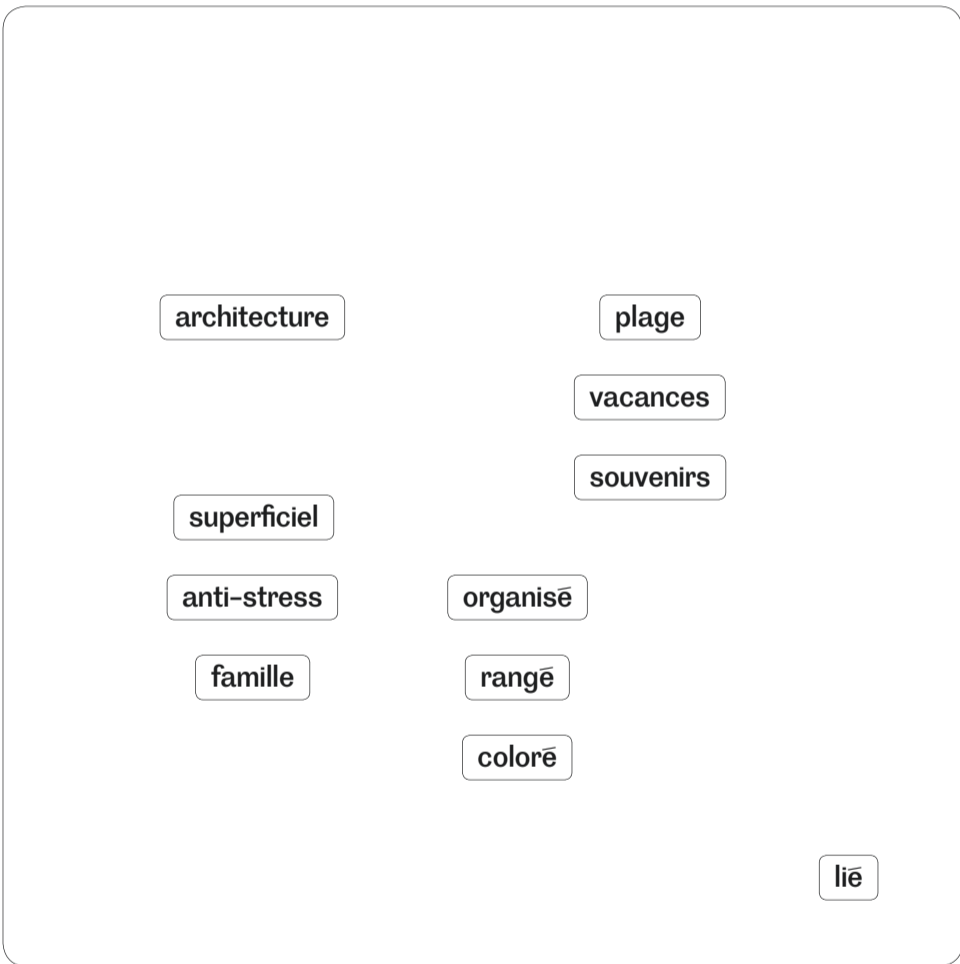 architecture
plage
vacances
souvenirs
superficiel
anti-stress
organisé
famille
rangé
coloré
lié